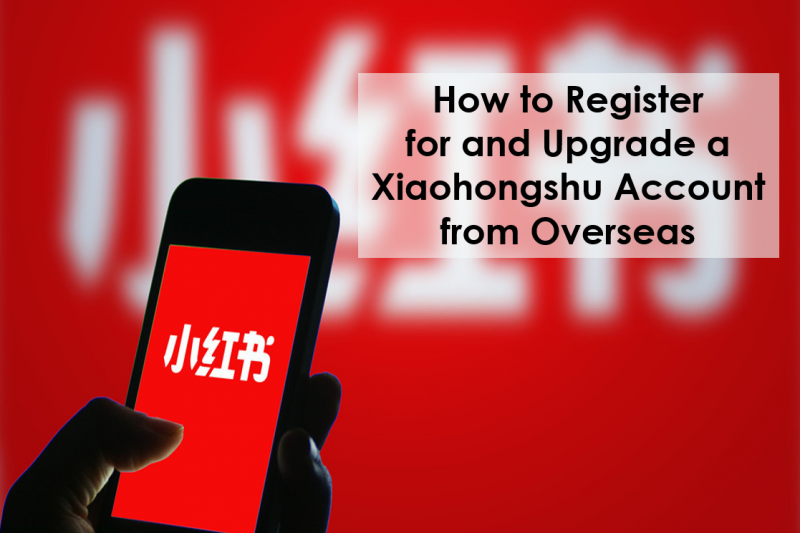 小红书
How to Register
for and Upgrade a
Xiaohongshu Account
from Overseas
小红书